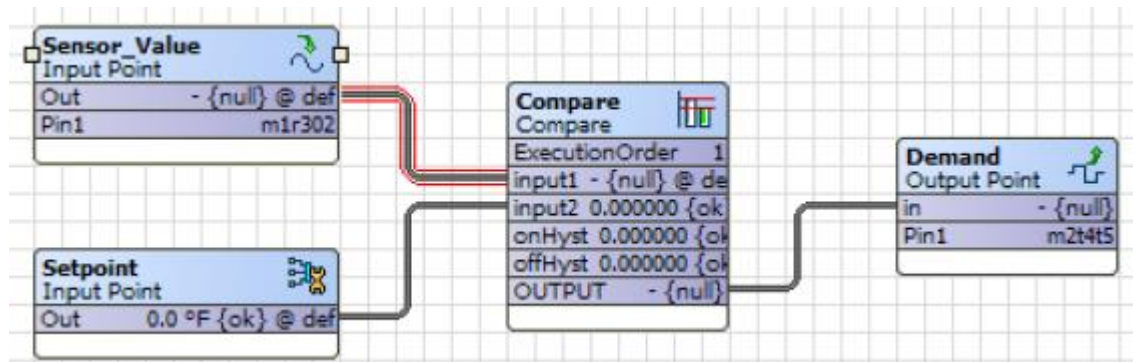 Sensor_Value
Input Point
Out - {null} @ def
Pin1 m1r302
Compare
Compare
ExecutionOrder 1
input1 - {null} @ de
input2 0.000000 {ok
onHyst 0.000000 {ok
offHyst 0.000000 {ok
OUTPUT - {null}
Demand
Output Point
in - {null}
Pin1 m2t4t5
Setpoint
Input Point
Out 0.0 °F {ok} @ def